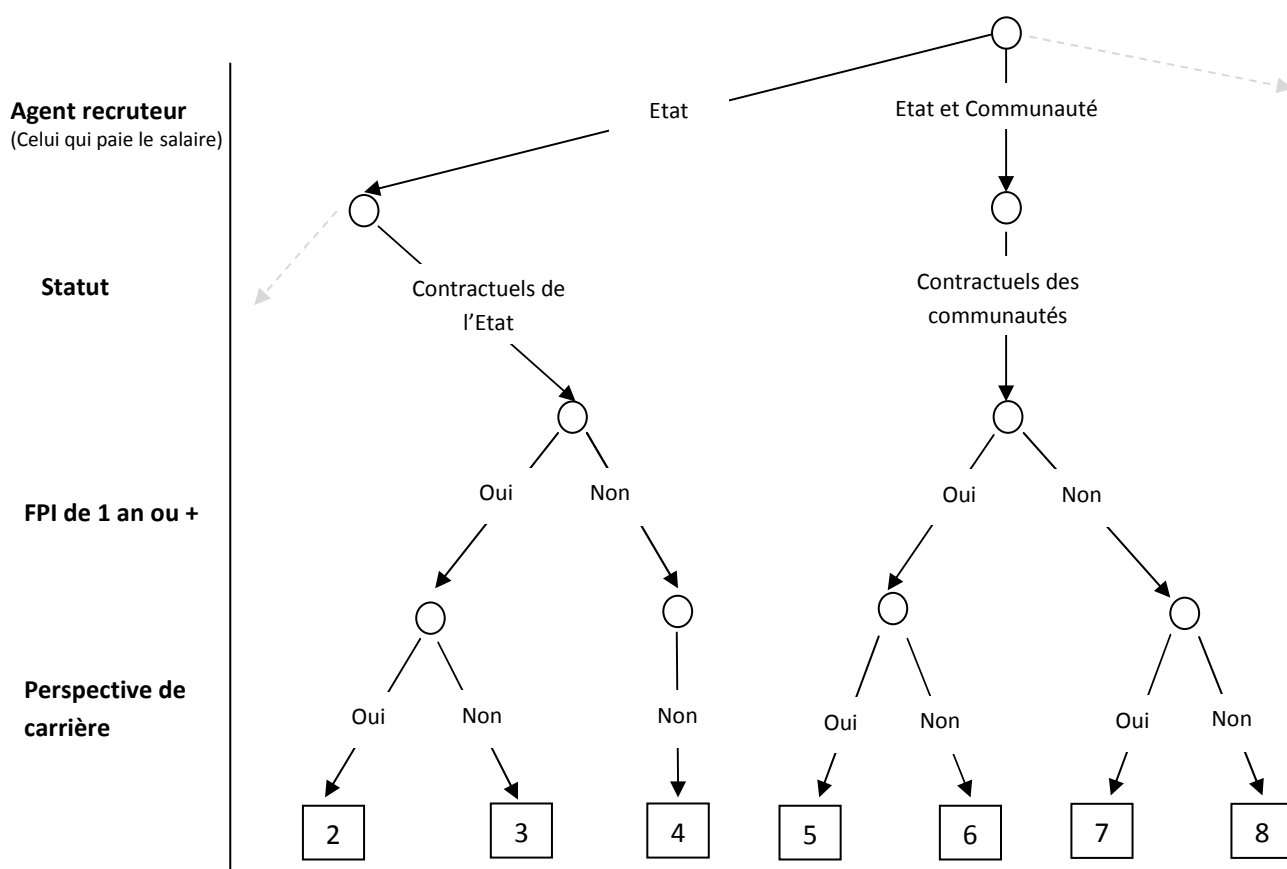 Agent recruteur
(Celui qui paie le salaire)
Etat
Etat et Communauté
Statut
Contractuels de
l’Etat
Contractuels des
communautés
FPI de 1 an ou +
Oui
Non
Oui
Non
Perspective de
carrière
Oui
Non
Non
Oui
Non
Oui
Non
2
3
4
5
6
7
8